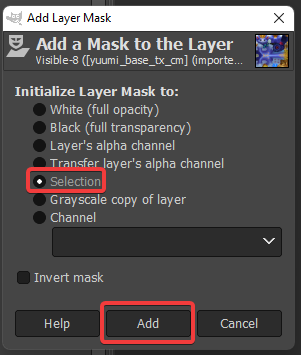 Add Layer Mask
Add a Mask to the Layer
Visible-8 ([yuumi_base_tx_cm] (importe...
Initialize Layer Mask to:
White (full opacity)
Black (full transparency)
Layer's alpha channel
Transfer layer's alpha channel
Selection
Grayscale copy of layer
Channel
Invert mask
Help
Add
Cancel